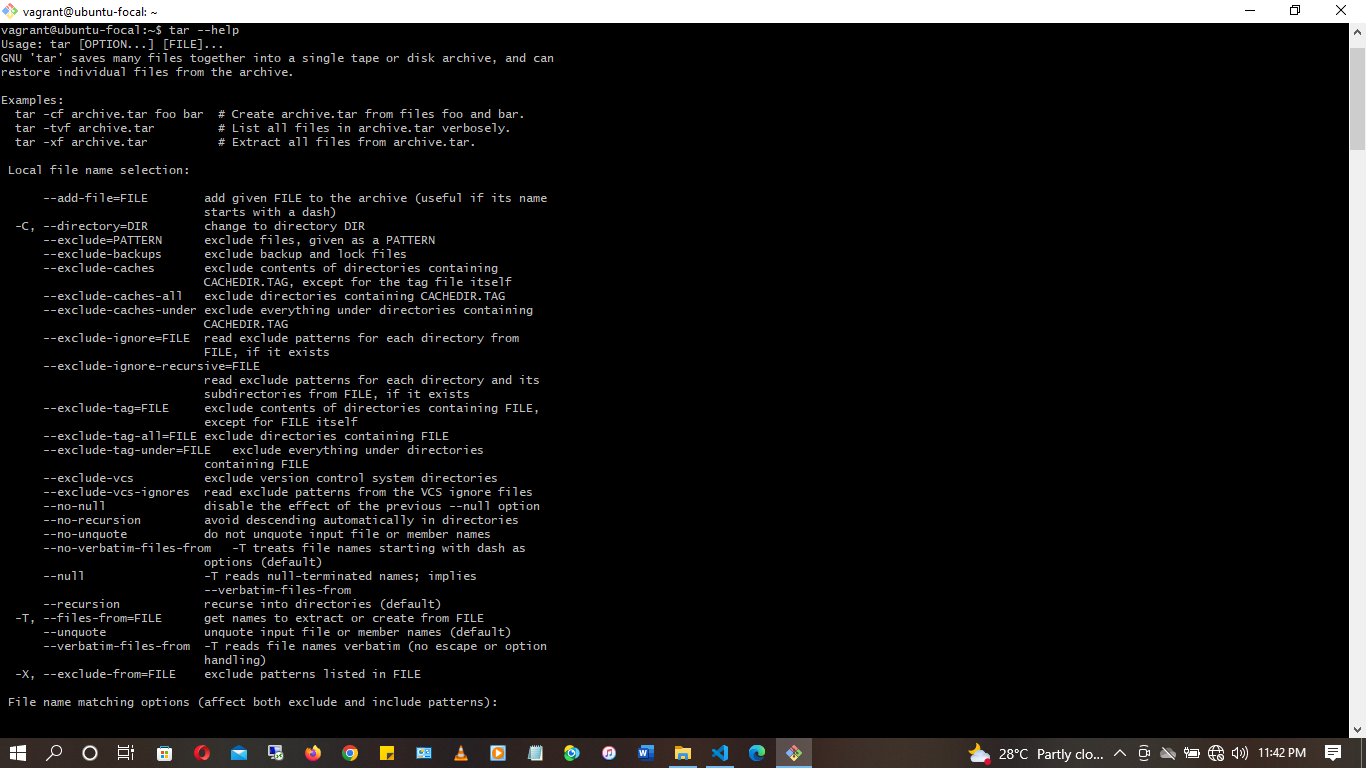 vagrant@ubuntu-focal: ~
vagrant@ubuntu-focal:~$ tar --help
Usage: tar [OPTION...] [FILE]...
GNU 'tar' saves many files together into a single tape or disk archive, and can
restore individual files from the archive.
Examples:
  tar -cf archive.tar foo bar  # Create archive.tar from files foo and bar.
  tar -tvf archive.tar         # List all files in archive.tar verbosely.
  tar -xf archive.tar          # Extract all files from archive.tar.
 Local file name selection:
      --add-file=FILE        add given FILE to the archive (useful if its name
                             starts with a dash)
  -C, --directory=DIR        change to directory DIR
      --exclude=PATTERN      exclude files, given as a PATTERN
      --exclude-backups      exclude backup and lock files
      --exclude-caches       exclude contents of directories containing
                             CACHEDIR.TAG, except for the tag file itself
      --exclude-caches-all   exclude directories containing CACHEDIR.TAG
      --exclude-caches-under exclude everything under directories containing
                             CACHEDIR.TAG
      --exclude-ignore=FILE  read exclude patterns for each directory from
                             FILE, if it exists
      --exclude-ignore-recursive=FILE
                             read exclude patterns for each directory and its
                             subdirectories from FILE, if it exists
      --exclude-tag=FILE     exclude contents of directories containing FILE,
                             except for FILE itself
      --exclude-tag-all=FILE exclude directories containing FILE
      --exclude-tag-under=FILE   exclude everything under directories
                             containing FILE
      --exclude-vcs          exclude version control system directories
      --exclude-vcs-ignores  read exclude patterns from the VCS ignore files
      --no-null              disable the effect of the previous --null option
      --no-recursion         avoid descending automatically in directories
      --no-unquote           do not unquote input file or member names
      --no-verbatim-files-from   -T treats file names starting with dash as
                             options (default)
      --null                 -T reads null-terminated names; implies
                             --verbatim-files-from
      --recursion            recurse into directories (default)
  -T, --files-from=FILE      get names to extract or create from FILE
      --unquote              unquote input file or member names (default)
      --verbatim-files-from  -T reads file names verbatim (no escape or option
                             handling)
  -X, --exclude-from=FILE    exclude patterns listed in FILE
 File name matching options (affect both exclude and include patterns):
28°C Partly clo... 11:42 PM